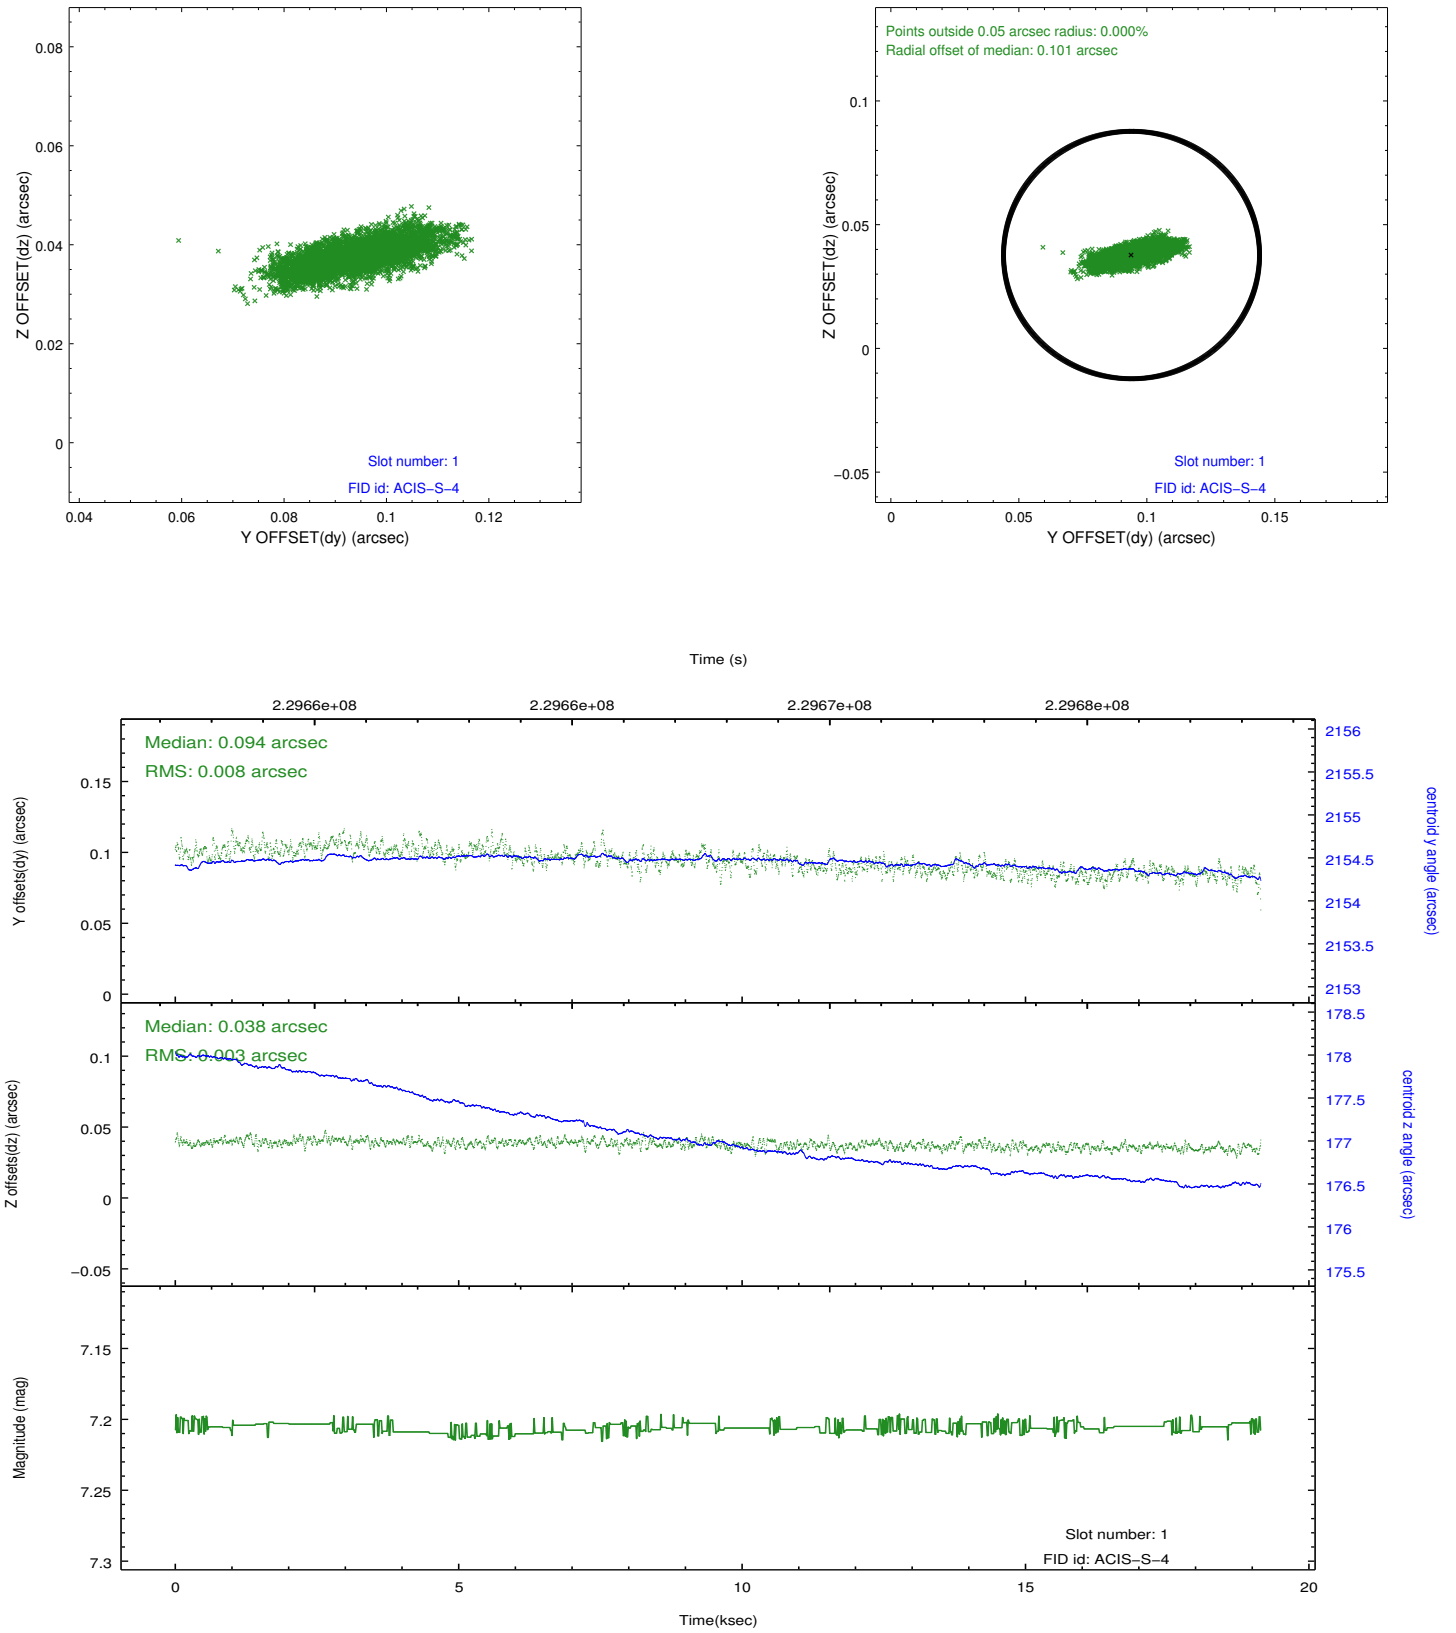 0.08
0.06
0.04
0.02
0
0.04
0.06
0.08
0.1
0.12
Z OFFSET(dz) (arcsec)
Y OFFSET(dy) (arcsec)
Slot number: 1
FID id: ACIS−S−4
Points outside 0.05 arcsec radius: 0.000%
Radial offset of median: 0.101 arcsec
0.1
0.05
0
−0.05
0
0.05
0.1
0.15
Z OFFSET(dz) (arcsec)
Y OFFSET(dy) (arcsec)
Slot number: 1
FID id: ACIS−S−4
Time (s)
2.2966e+08
2.2966e+08
2.2967e+08
2.2968e+08
Median: 0.094 arcsec
RMS: 0.008 arcsec
0.15
0.1
0.05
0
Y offsets(dy) (arcsec)
2156
2155.5
2155
2154.5
2154
2153.5
2153
centroid y angle (arcsec)
Median: 0.038 arcsec
RMS: 0.003 arcsec
0.1
0.05
0
−0.05
Z offsets(dz) (arcsec)
178.5
178
177.5
177
176.5
176
175.5
centroid z angle (arcsec)
7.15
7.2
7.25
7.3
Magnitude (mag)
Slot number: 1
FID id: ACIS−S−4
0
5
10
15
20
Time(ksec)